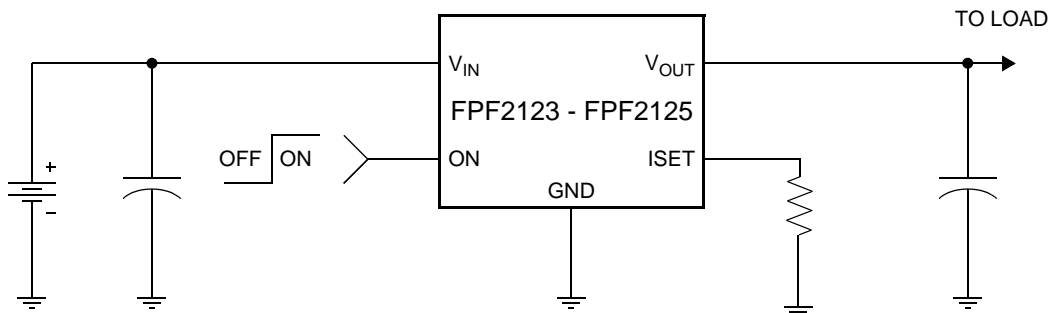 TO LOAD
VIN
VOUT
FPF2123 - FPF2125
OFF
ON
ON
ISET
GND
+
−